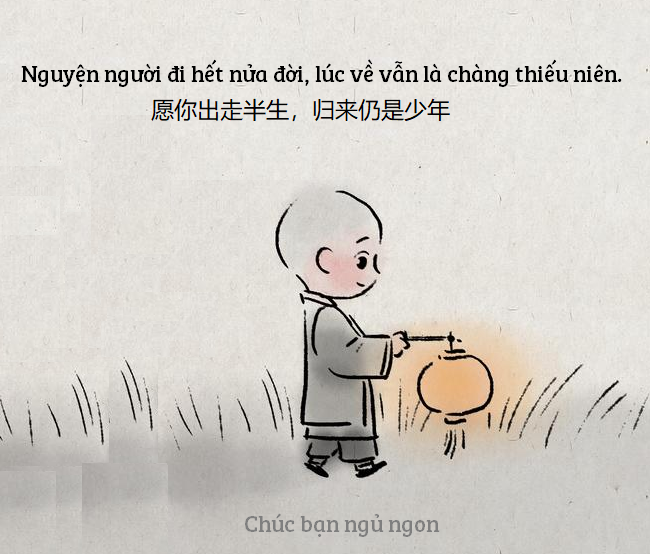 Nguyện người đi hết nửa đời, lúc về vẫn là chàng thiếu niên.
愿你出走半生，归来仍是少年
Chúc bạn ngủ ngon